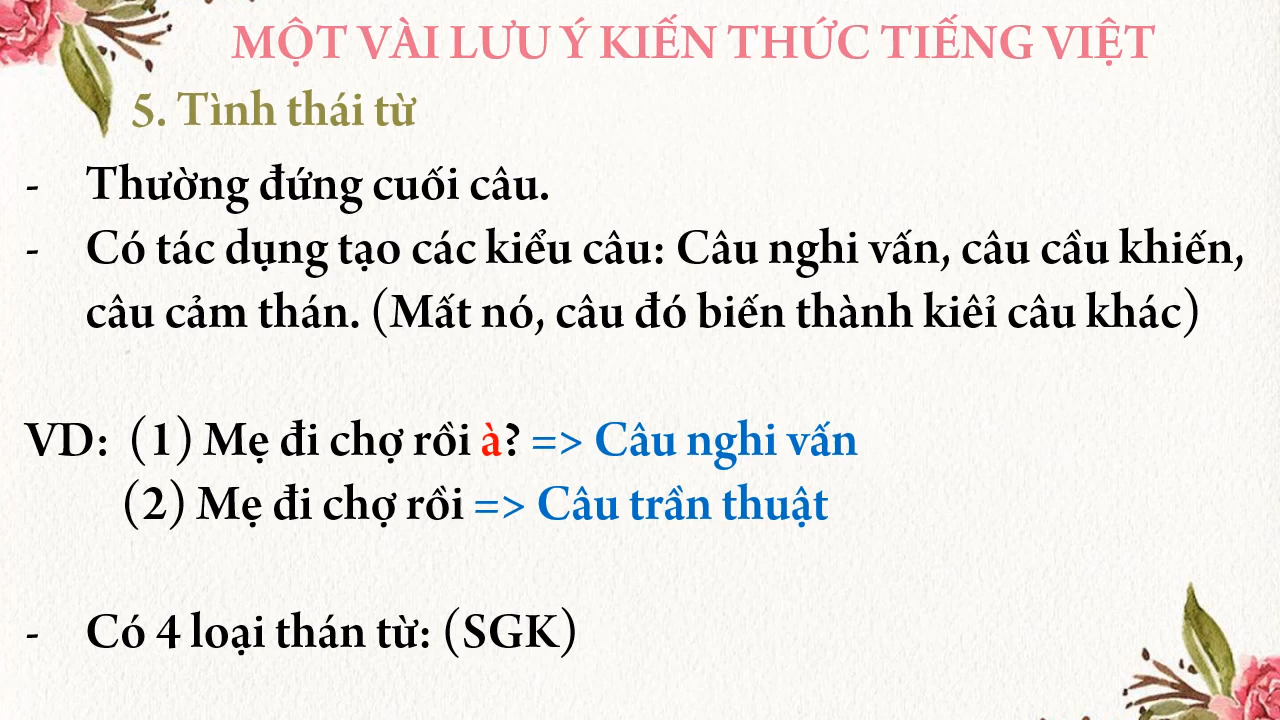 MỘT VÀI LƯU Ý KIẾN THỨC TIẾNG VIỆT
5. Tình thái từ
- Thường đứng cuối câu.
- Có tác dụng tạo các kiểu câu: Câu nghi vấn, câu cầu khiến,
câu cảm thán. (Mất nó, câu đó biến thành kiêỉ câu khác)
VD: (1) Mẹ đi chợ rồi à? => Câu nghi vấn
(2) Mẹ đi chợ rồi => Câu trần thuật
- Có 4 loại thán từ: (SGK)